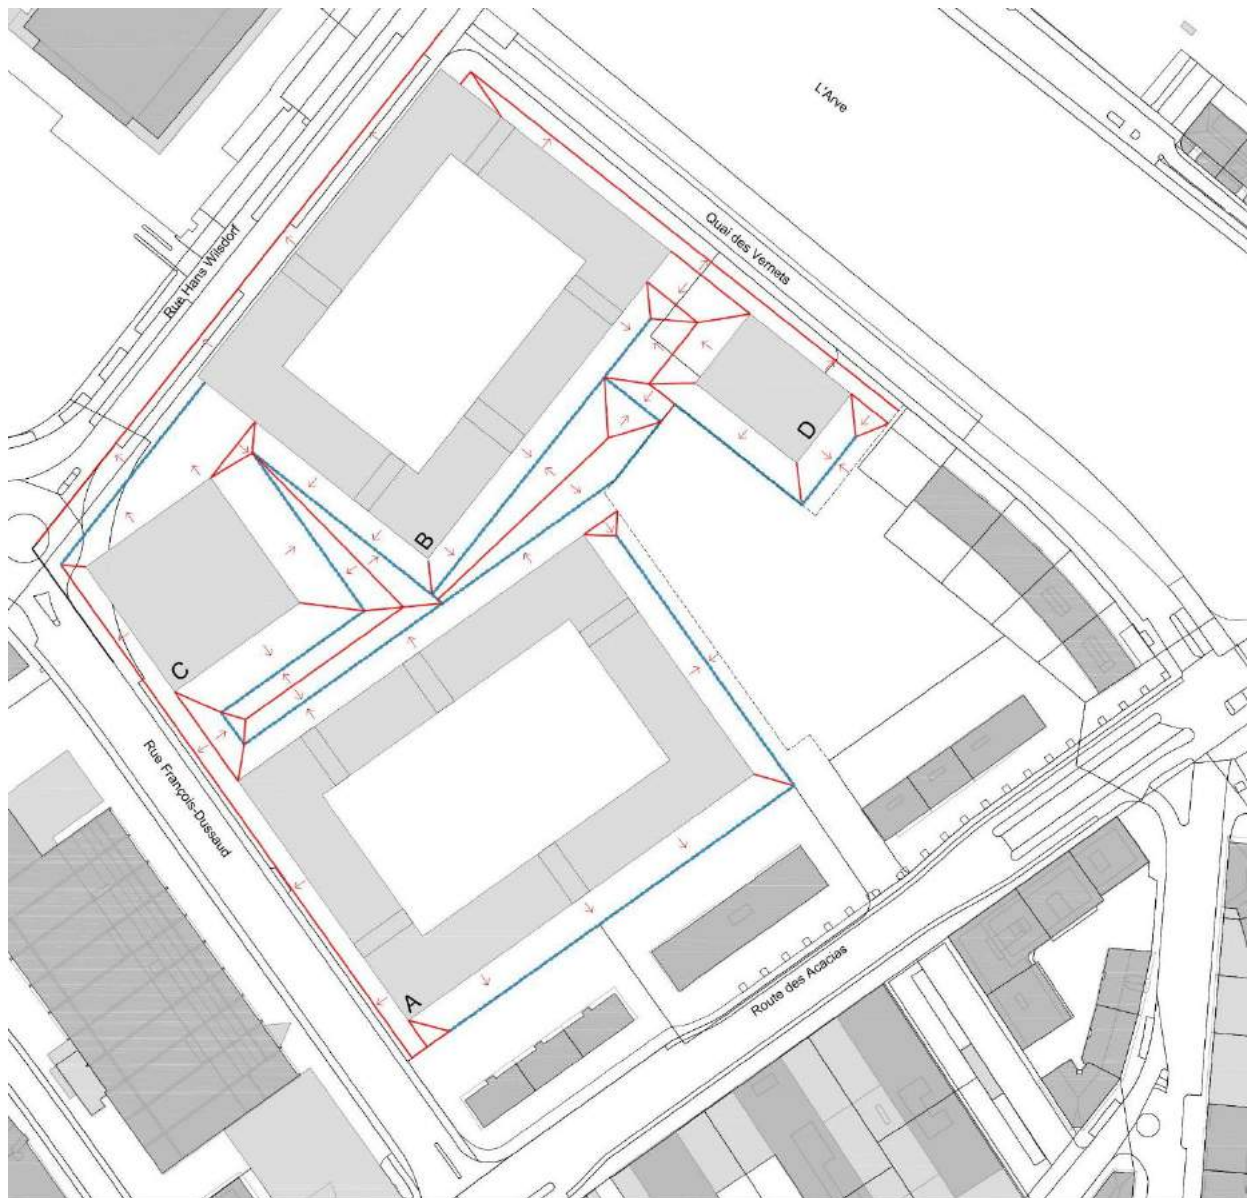 L'Arve
Rue Hans Wilsdorf
Quai des Vernets
D
B
C
Rue François-Dussaud
A
Route des Acacias